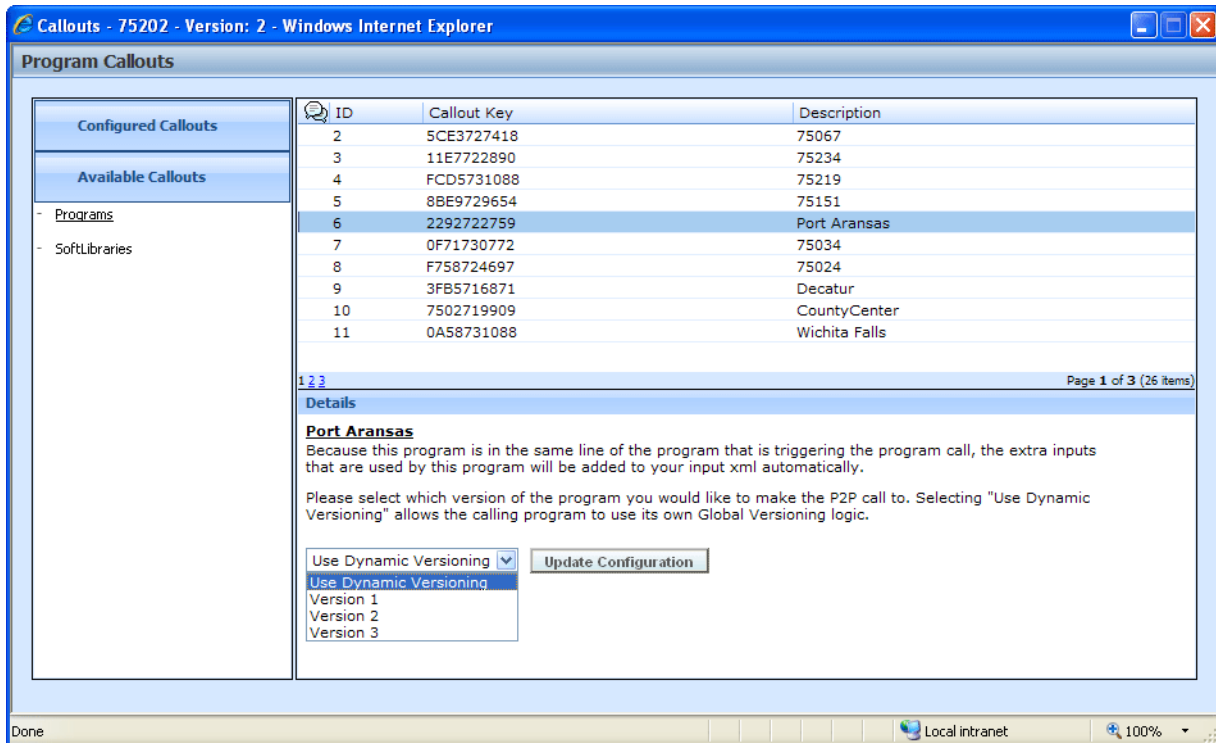 Callouts - 75202 - Version: 2 - Windows Internet Explorer
Program Callouts
Configured Callouts
Available Callouts
- Programs
- SoftLibraries
ID Callout Key Description
2 5CE3727418 75067
3 11E7722890 75234
4 FCD5731088 75219
5 8BE9729654 75151
6 2292722759 Port Aransas
7 0F71730772 75034
8 F758724697 75024
9 3FB5716871 Decatur
10 7502719909 CountyCenter
11 0A58731088 Wichita Falls
1 2 3 Page 1 of 3 (26 items)
Details
Port Aransas
Because this program is in the same line of the program that is triggering the program call, the extra inputs
that are used by this program will be added to your input xml automatically.
Please select which version of the program you would like to make the P2P call to. Selecting "Use Dynamic
Versioning" allows the calling program to use its own Global Versioning logic.
Use Dynamic Versioning Update Configuration
Use Dynamic Versioning
Version 1
Version 2
Version 3
Done Local intranet 100%